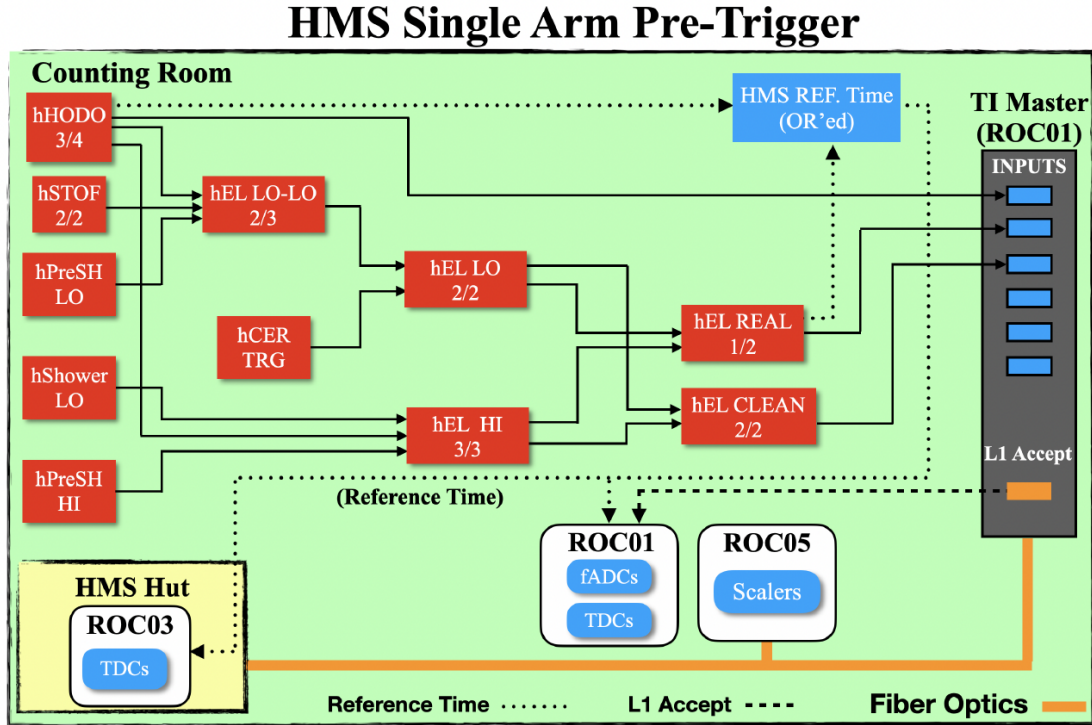 HMS Single Arm Pre-Trigger
Counting Room
hHODO
3/4
HMS REF. Time
(OR'ed)
TI Master
(ROC01)
INPUTS
hSTOF
2/2
hEL LO-LO
2/3
hPreSH
LO
hEL LO
2/2
hCER
TRG
hEL REAL
1/2
hShower
LO
hEL HI
3/3
hEL CLEAN
2/2
L1 Accept
hPreSH
HI
(Reference Time)
ROC01
fADCs
TDCs
ROC05
Scalers
HMS Hut
ROC03
TDCs
Reference Time
L1 Accept
Fiber Optics